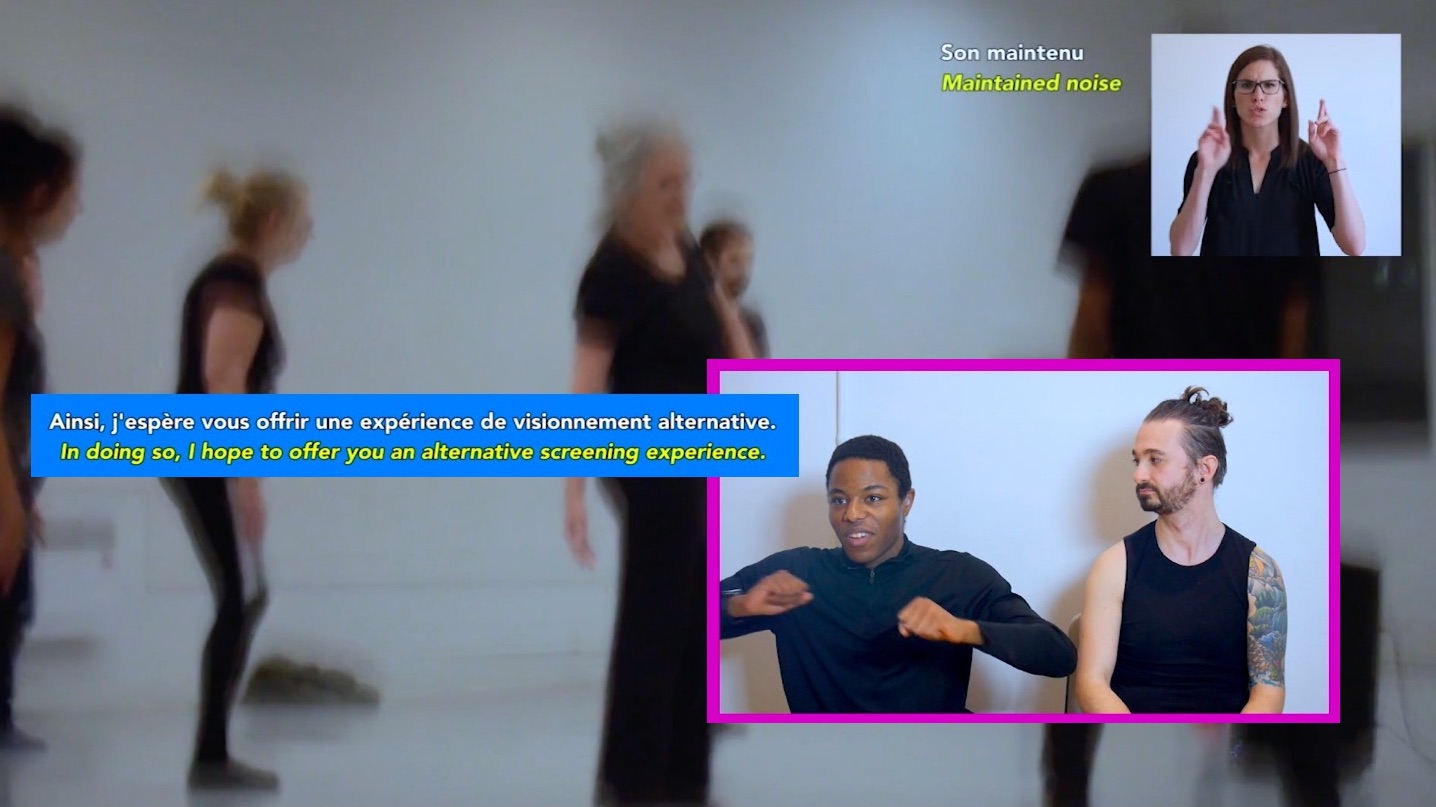 Son maintenu
Maintained noise
Ainsi, j'espère vous offrir une expérience de visionnement alternative.
In doing so, I hope to offer you an alternative screening experience.